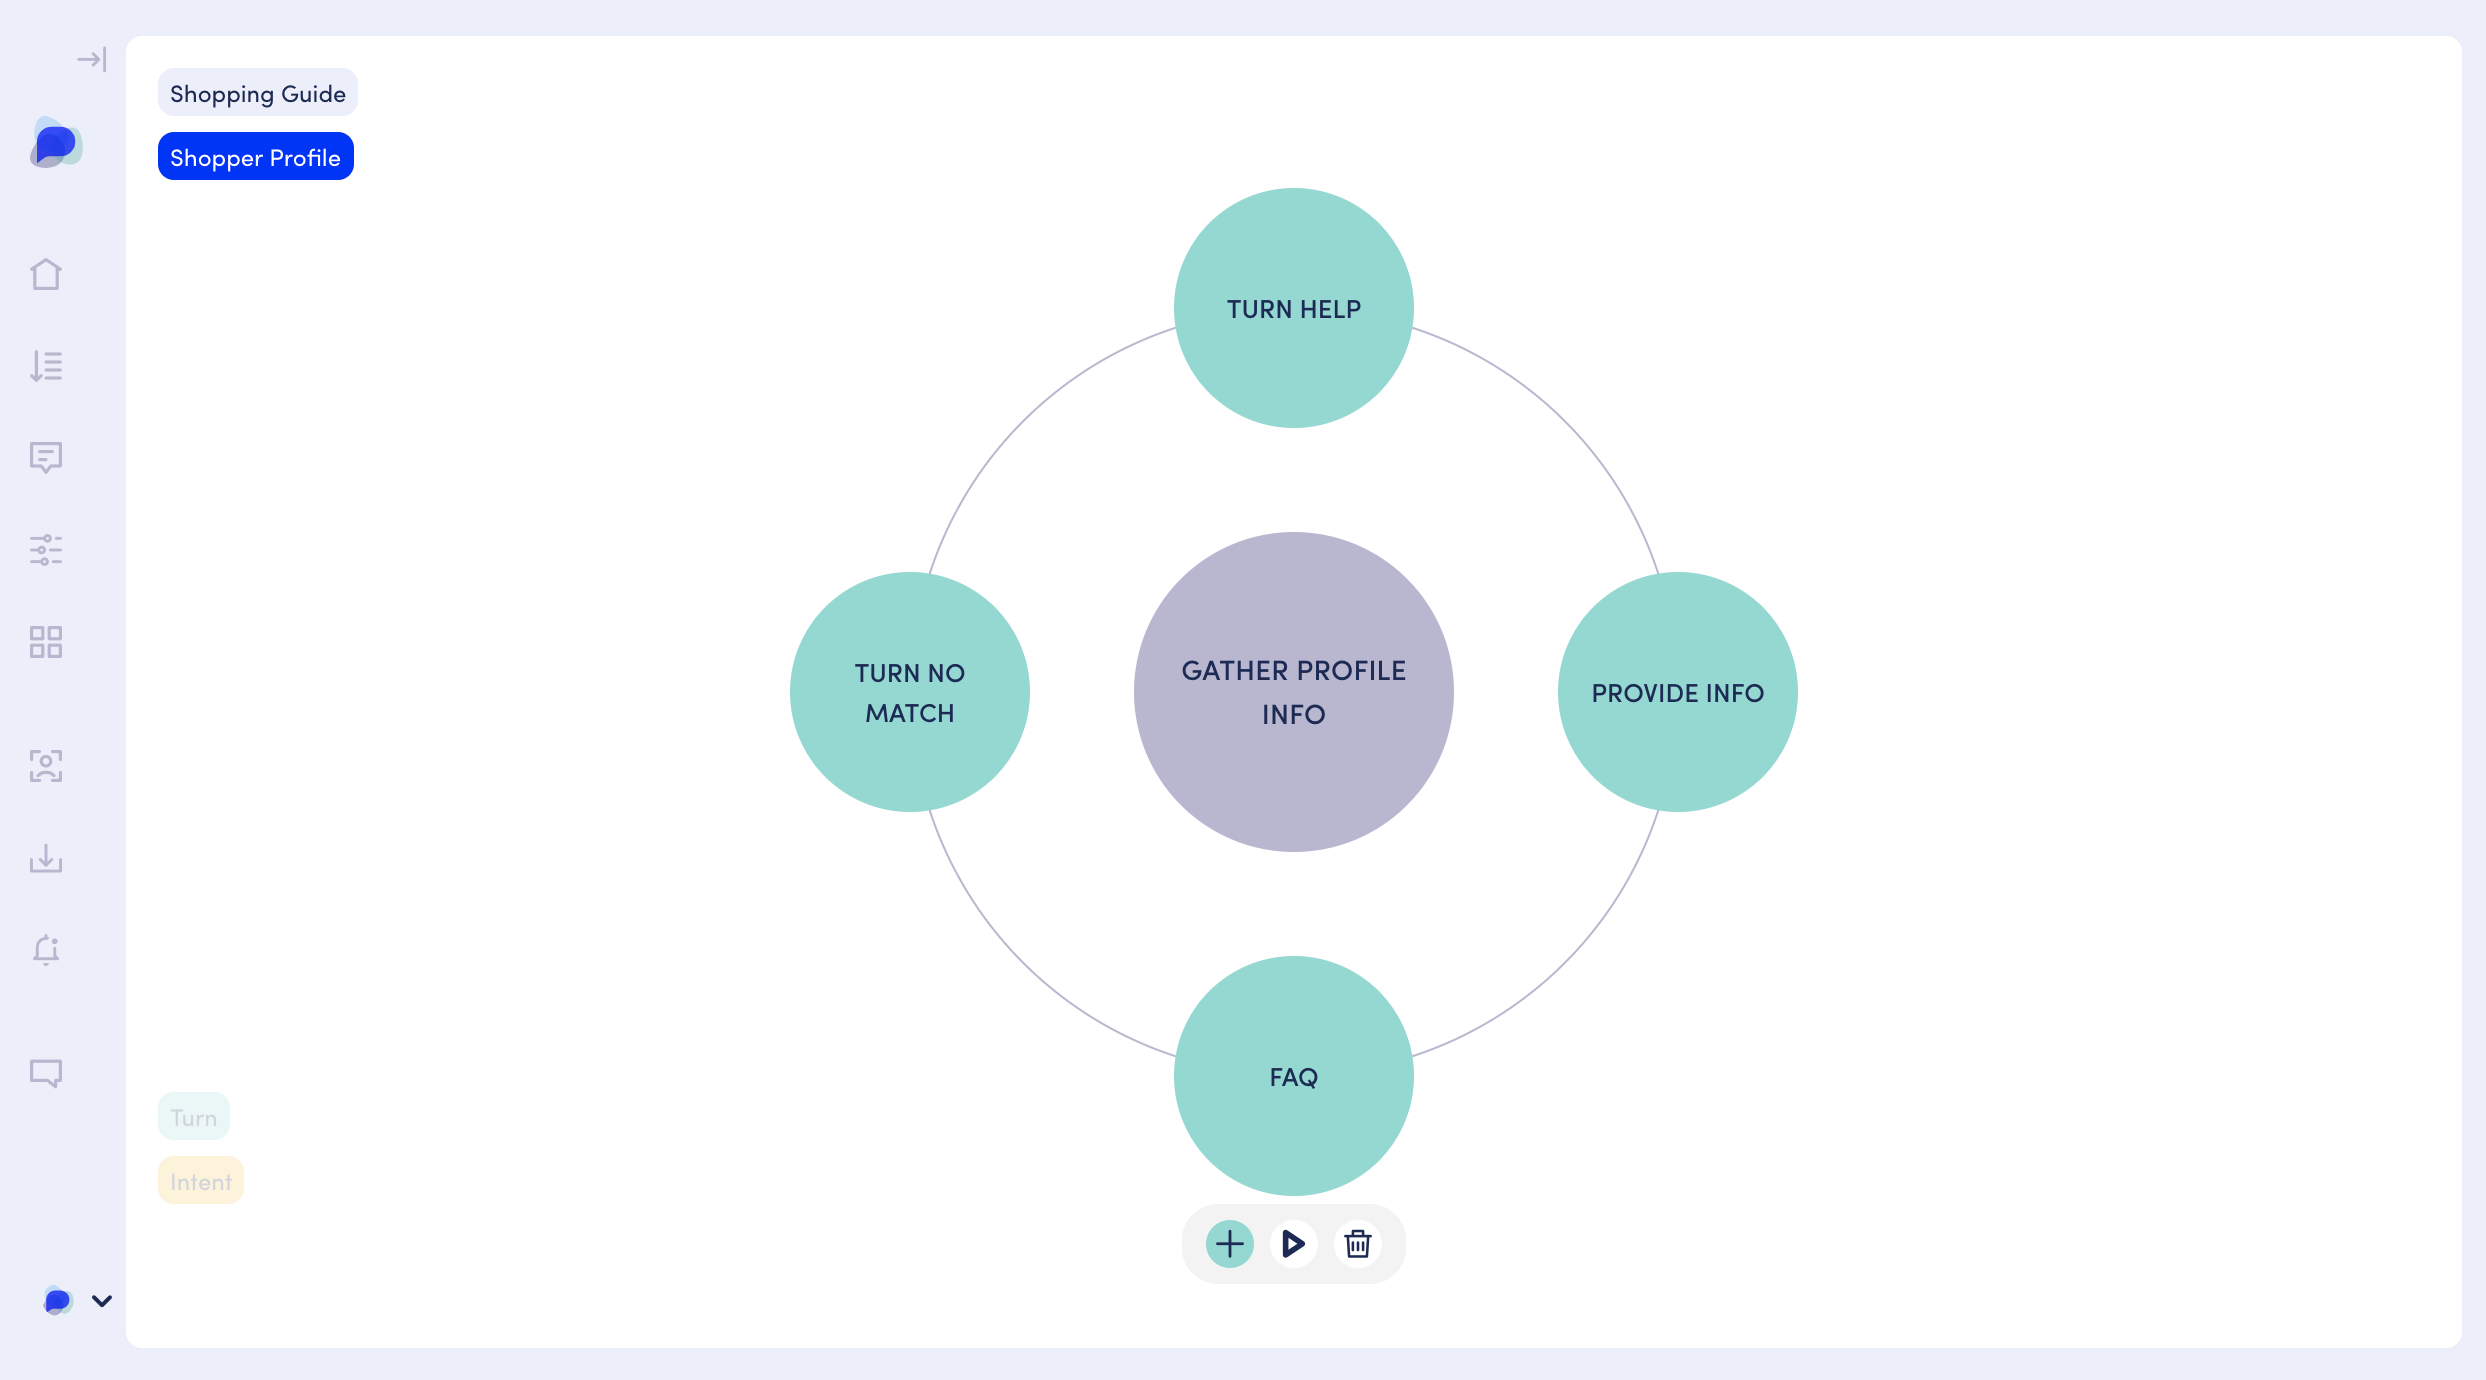 Shopping Guide
Shopper Profile
TURN HELP
TURN NO
MATCH
GATHER PROFILE
INFO
PROVIDE INFO
FAQ
Turn
Intent